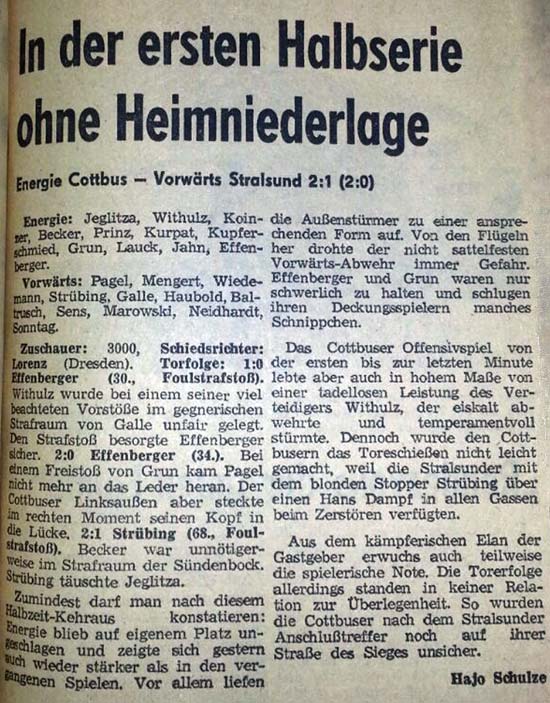 In der ersten Halbserie
ohne Heimniederlage
Energie Cottbus — Vorwärts Stralsund 2:1 (2:0)
Energie: Jeglitza, Withulz, Koin-
zer, Becker, Prinz, Kurpat, Kupfer-
schmied, Grun, Lauck, Jahn, Effen-
berger.
Vorwärts: Pagel, Mengert, Wiede-
mann, Strübing, Galle, Haubold, Bal-
trusch, Sens, Marowski, Neidhardt,
Sonntag.
Zuschauer: 3000, Schiedsrichter:
Lorenz (Dresden). Torfolge: 1:0
Effenberger (30., Foulstrafstoß).
Withulz wurde bei einem seiner viel
beachteten Vorstöße im gegnerischen
Strafraum von Galle unfair gelegt.
Den Strafstoß besorgte Effenberger
sicher. 2:0 Effenberger (34.). Bei
einem Freistoß von Grun kam Pagel
nicht mehr an das Leder heran. Der
Cottbuser Linksaußen aber steckte
im rechten Moment seinen Kopf in
die Lücke. 2:1 Strübing (68., Foul-
strafstoß). Becker war unnötiger-
weise im Strafraum der Sündenbock.
Strübing täuschte Jeglitza.
Zumindest darf man nach diesem
Halbzeit-Kehraus konstatieren:
Energie blieb auf eigenem Platz un-
geschlagen und zeigte sich gestern
auch wieder stärker als in den ver-
gangenen Spielen. Vor allem liefen
die Außenstürmer zu einer anspre-
chenden Form auf. Von den Flügeln
her drohte der nicht sattelfesten
Vorwärts-Abwehr immer Gefahr.
Effenberger und Grun waren nur
schwerlich zu halten und schlugen
ihren Deckungsspielern manches
Schnippchen.
Das Cottbuser Offensivspiel von
der ersten bis zur letzten Minute
lebte aber auch in hohem Maße von
einer tadellosen Leistung des Ver-
teidigers Withulz, der eiskalt ab-
wehrte und temperamentvoll
stürmte. Dennoch wurde den Cott-
busern das Toreschießen nicht leicht
gemacht, weil die Stralsunder mit
dem blonden Stopper Strübing über
einen Hans Dampf in allen Gassen
beim Zerstören verfügten.
Aus dem kämpferischen Elan der
Gastgeber erwuchs auch teilweise
die spielerische Note. Die Torerfolge
allerdings standen in keiner Rela-
tion zur Überlegenheit. So wurden
die Cottbuser nach dem Stralsunder
Anschlußtreffer noch auf ihrer
Straße des Sieges unsicher.
Hajo Schulze